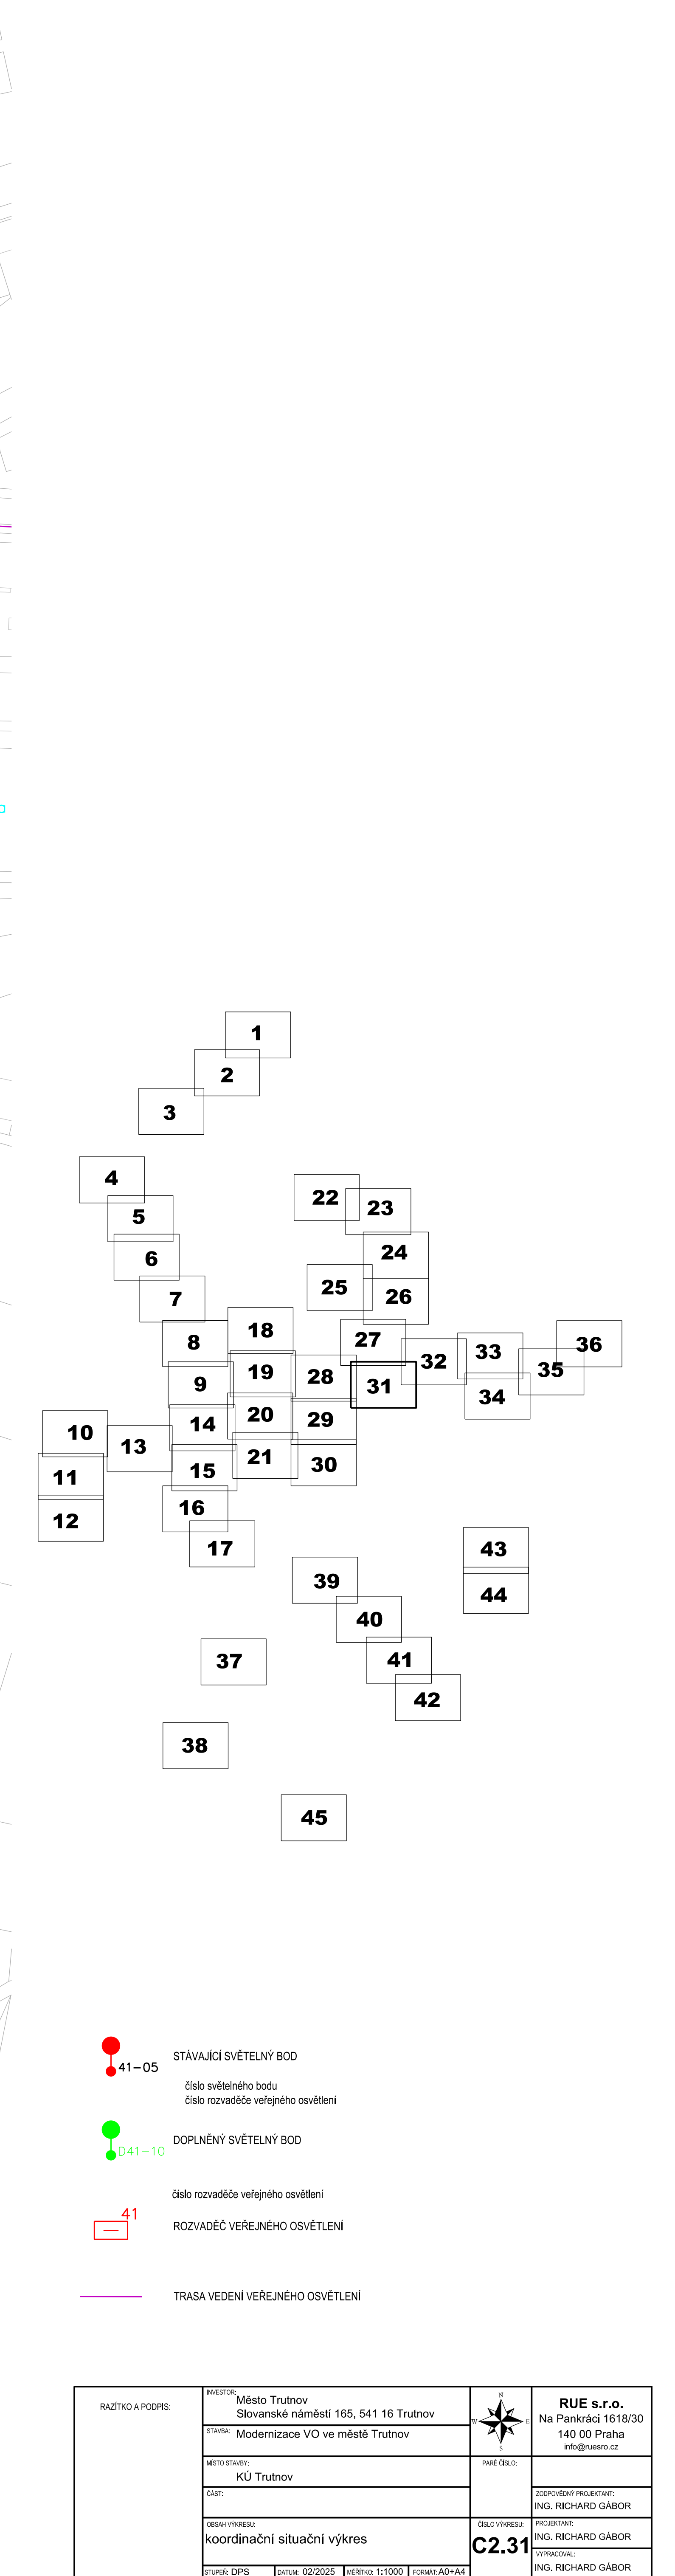 1
2
3
4
5
6
7
8
9
10
11
12
13
14
15
16
17
18
19
20
21
22
23
24
25
26
27
28
29
30
31
32
33
34
35
36
37
38
39
40
41
42
43
44
45
41-05
STÁVAJÍCÍ SVĚTELNÝ BOD
číslo světelného bodu
číslo rozvaděče veřejného osvětlení
D41-10
DOPLNĚNÝ SVĚTELNÝ BOD
číslo rozvaděče veřejného osvětlení
41
ROZVADĚČ VEŘEJNÉHO OSVĚTLENÍ
TRASA VEDENÍ VEŘEJNÉHO OSVĚTLENÍ
RAZÍTKO A PODPIS:
INVESTOR:
Město Trutnov
Slovanské náměstí 165, 541 16 Trutnov
STAVBA: Modernizace VO ve městě Trutnov
MÍSTO STAVBY:
KÚ Trutnov
ČÁST:
OBSAH VÝKRESU:
koordinační situační výkres
STUPEŇ: DPS
DATUM: 02/2025
MĚŘÍTKO: 1:1000
FORMÁT: A0+A4
N
W
E
S
PARÉ ČÍSLO:
ČÍSLO VÝKRESU:
C2.31
RUE s.r.o.
Na Pankráci 1618/30
140 00 Praha
info@ruesro.cz
ZODPOVĚDNÝ PROJEKTANT:
ING. RICHARD GÁBOR
PROJEKTANT:
ING. RICHARD GÁBOR
VYPRACOVAL:
ING. RICHARD GÁBOR